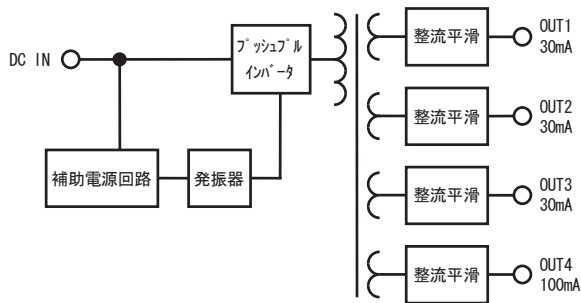 DC IN
ﾌﾟｯｼｭﾌﾟﾙ
ｲﾝﾊﾞｰﾀ
補助電源回路
発振器
整流平滑
OUT1
30mA
整流平滑
OUT2
30mA
整流平滑
OUT3
30mA
整流平滑
OUT4
100mA